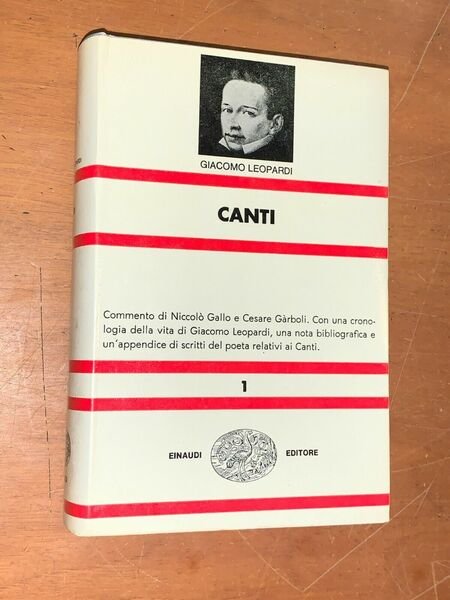 GIACOMO LEOPARDI
CANTI
Commento di Niccolò Gallo e Cesare Gàrboli. Con una crono-
logia della vita di Giacomo Leopardi, una nota bibliografica e
un'appendice di scritti del poeta relativi ai Canti.
1
EINAUDI EDITORE